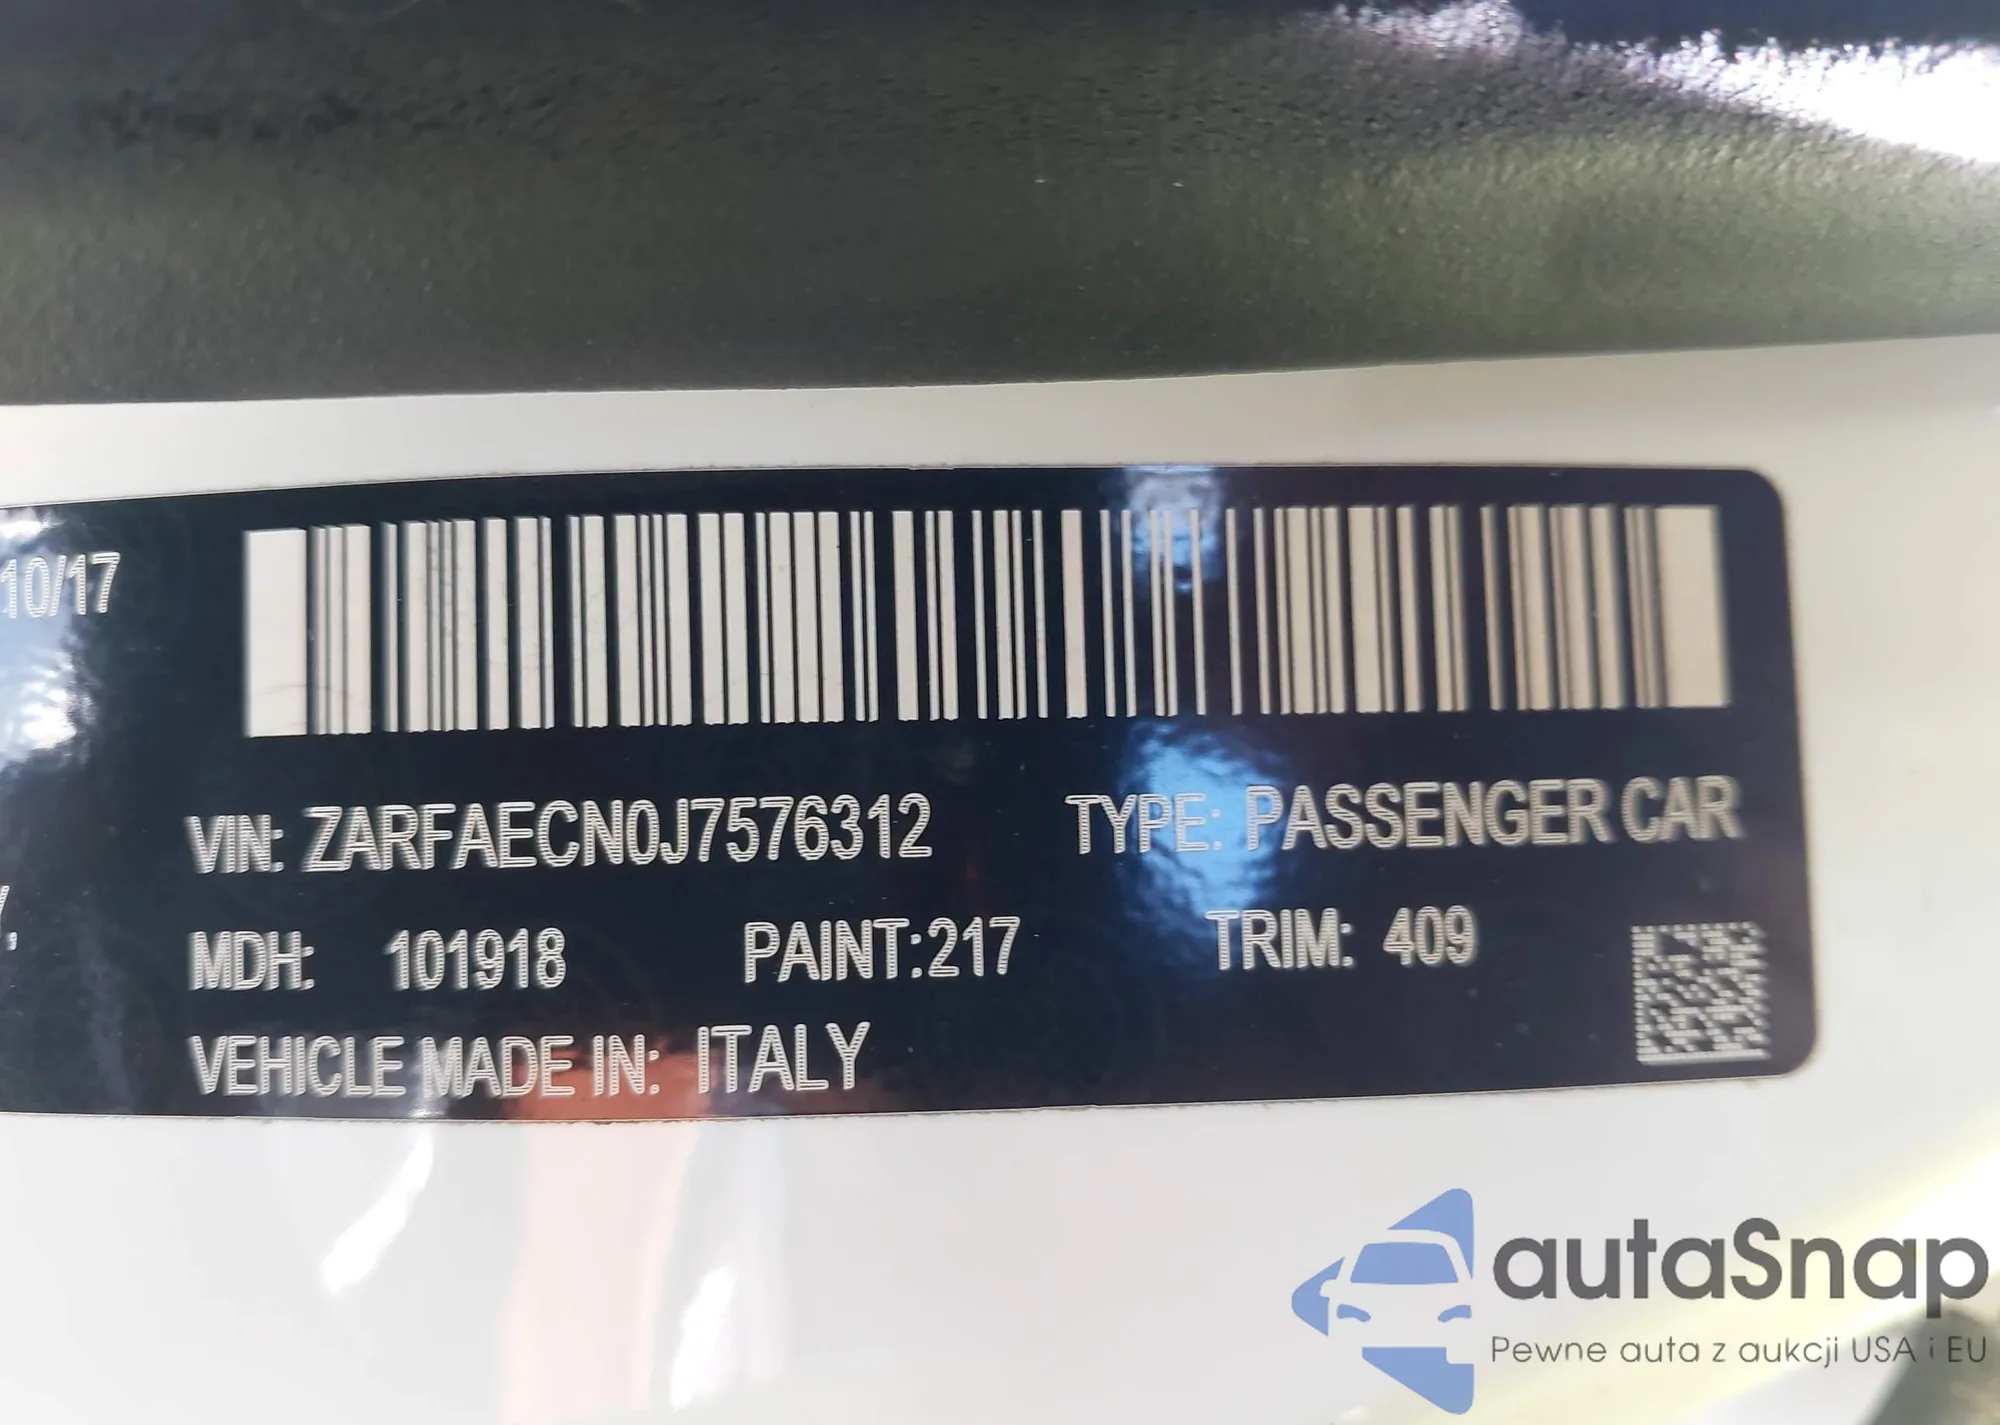 10/17
VIN: ZARFAECN0J7576312 TYPE: PASSENGER CAR
MDH: 101918 PAINT:217 TRIM: 409
VEHICLE MADE IN: ITALY
autaSnap
Pewne auta z aukcji USA i EU